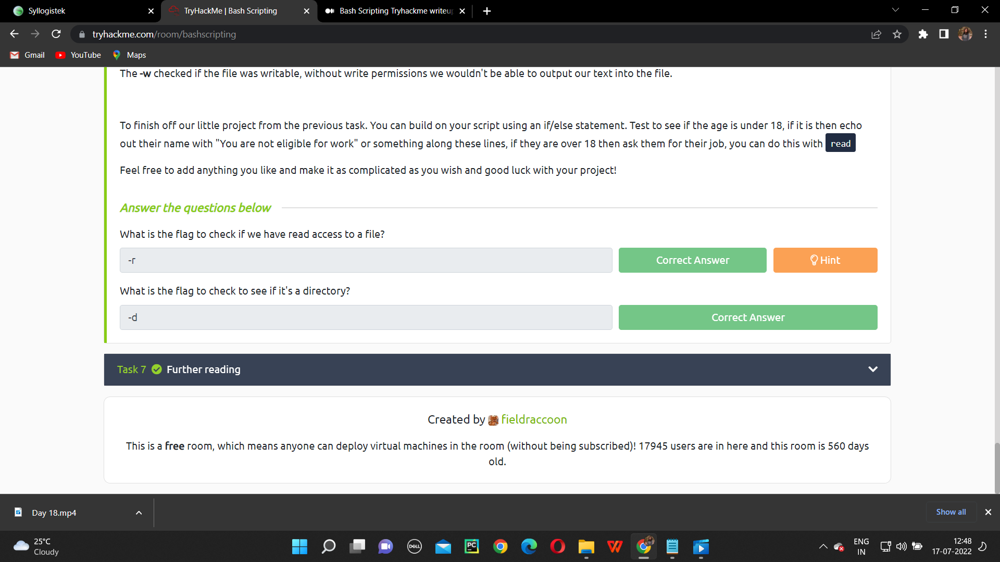 Syllogistek
TryHackMe | Bash Scripting
Bash Scripting Tryhackme writeup
tryhackme.com/room/bashscripting
Gmail
YouTube
Maps
The -w checked if the file was writable, without write permissions we wouldn't be able to output our text into the file.
To finish off our little project from the previous task. You can build on your script using an if/else statement. Test to see if the age is under 18, if it is then echo
out their name with "You are not eligible for work" or something along these lines, if they are over 18 then ask them for their job, you can do this with read
Feel free to add anything you like and make it as complicated as you wish and good luck with your project!
Answer the questions below
What is the flag to check if we have read access to a file?
-r
Correct Answer
Hint
What is the flag to check to see if it's a directory?
-d
Correct Answer
Task 7
Further reading
Created by fieldraccoon
This is a free room, which means anyone can deploy virtual machines in the room (without being subscribed)! 17945 users are in here and this room is 560 days
old.
Day 18.mp4
Show all
25°C
Cloudy
DELL
PC
ENG
IN
12:48
17-07-2022